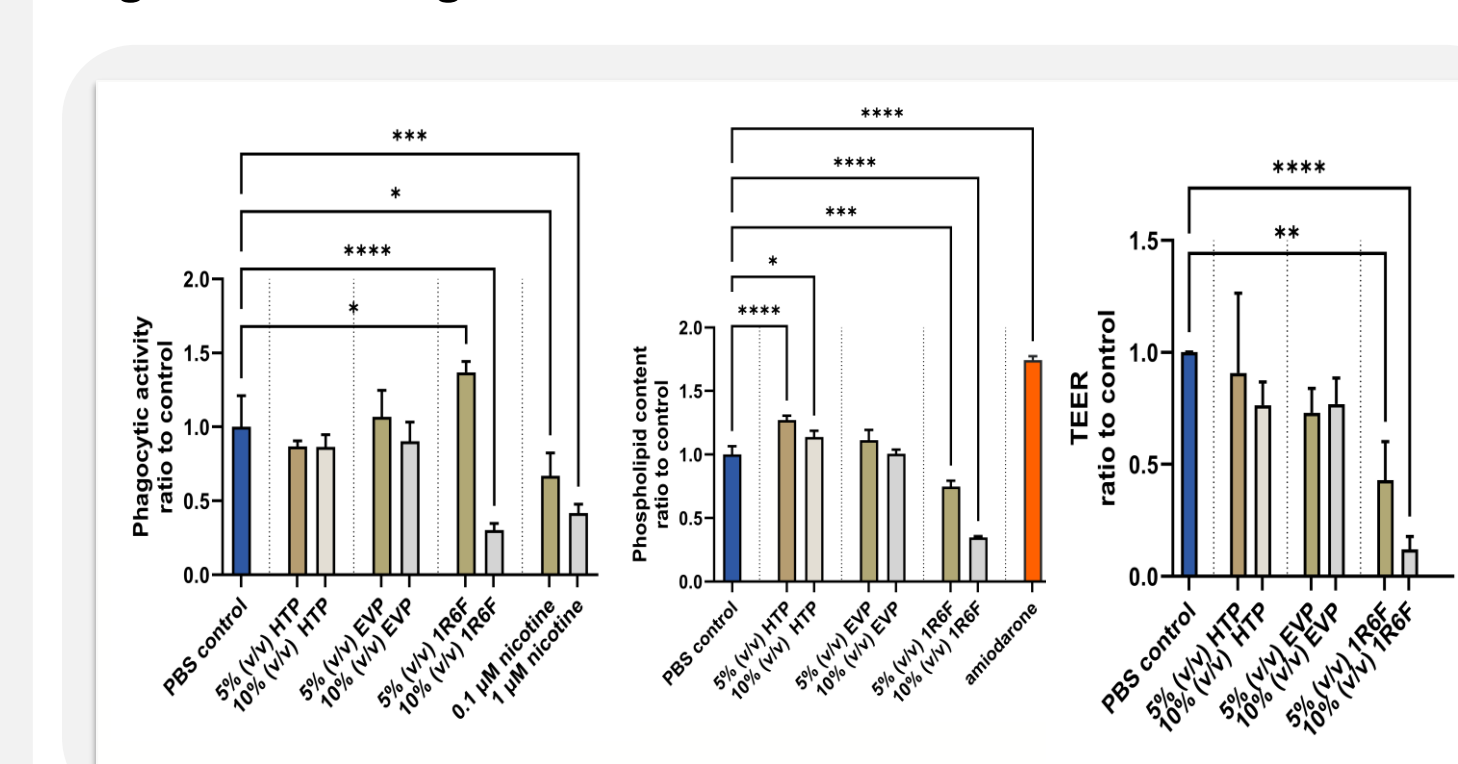 ***
*
****
*
Phagocytic activity
ratio to control
2.0
1.5
1.0
0.5
0.0
PBS control
5% (v/v) HTP
10% (v/v) HTP
5% (v/v) EVP
10% (v/v) EVP
5% (v/v) 1R6F
10% (v/v) 1R6F
0.1 µM nicotine
1 µM nicotine
****
****
***
*
****
Phospholipid content
ratio to control
2.0
1.5
1.0
0.5
0.0
PBS control
5% (v/v) HTP
10% (v/v) HTP
5% (v/v) EVP
10% (v/v) EVP
5% (v/v) 1R6F
10% (v/v) 1R6F
amiodarone
****
**
TEER
ratio to control
1.5
1.0
0.5
0.0
PBS control
5% (v/v) HTP
10% (v/v) HTP
5% (v/v) EVP
10% (v/v) EVP
5% (v/v) 1R6F
10% (v/v) 1R6F